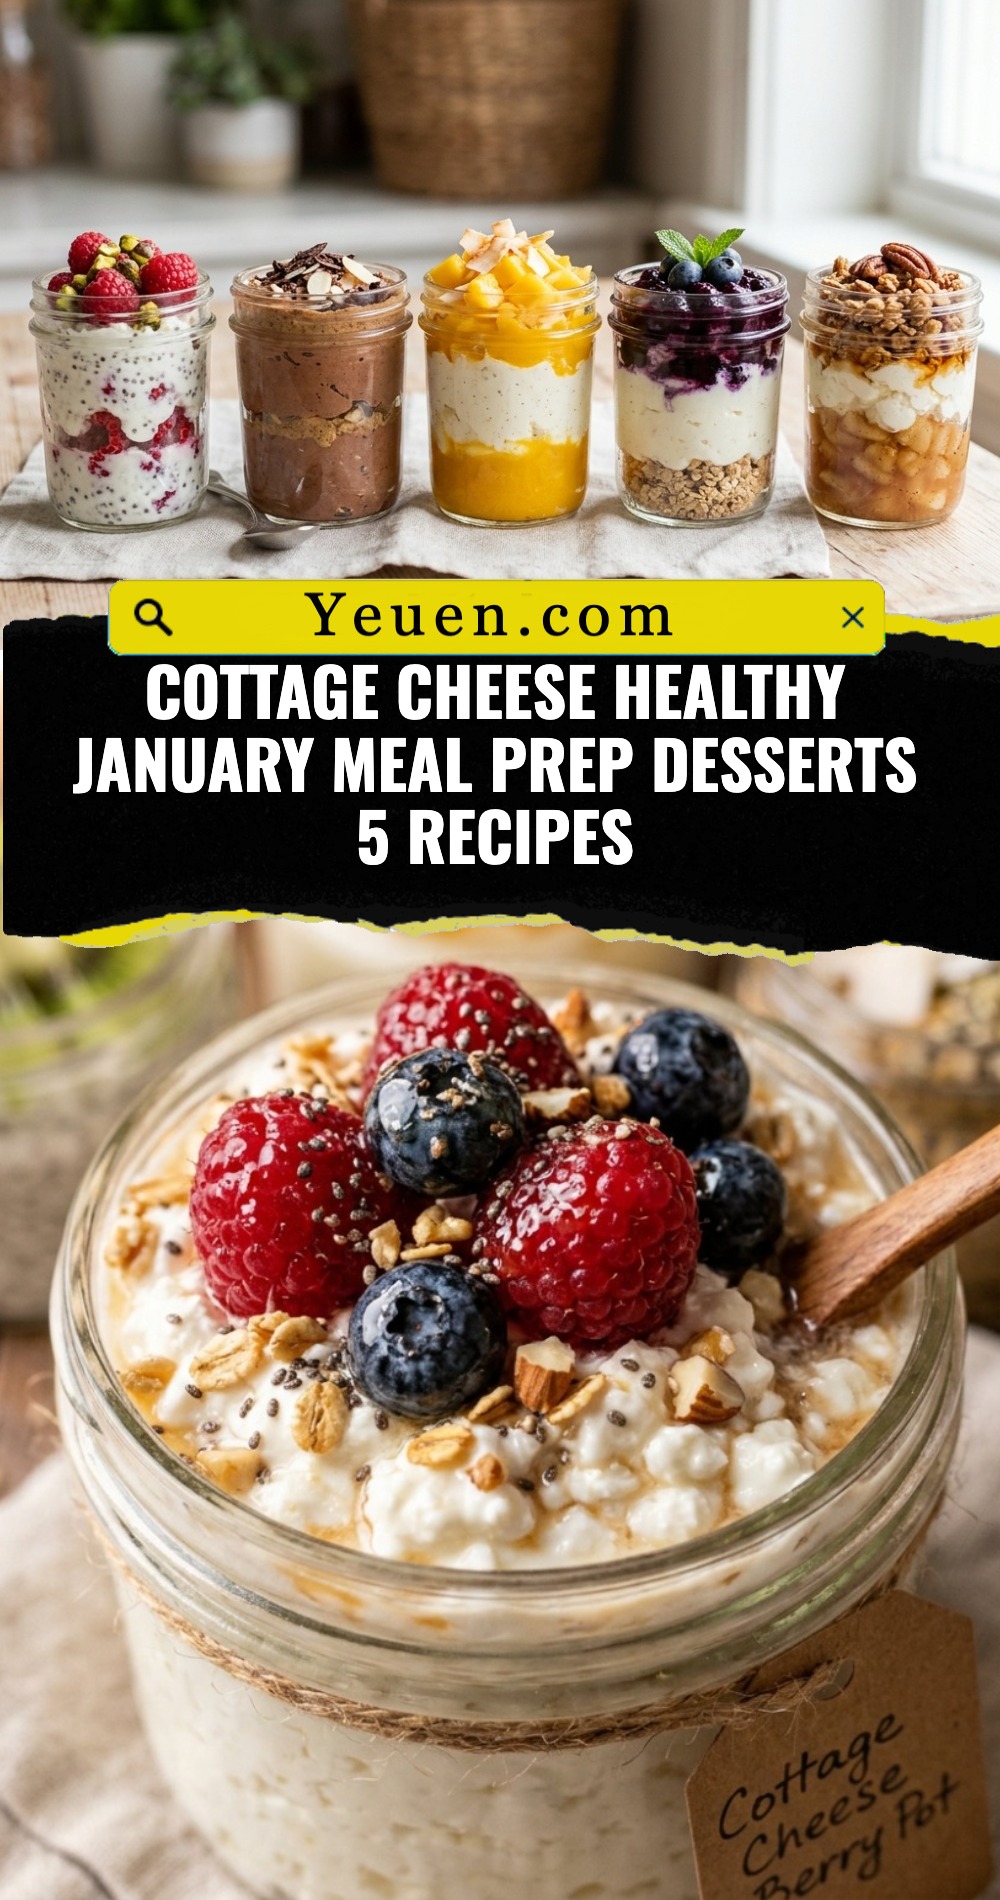 Yeuen.com
COTTAGE CHEESE HEALTHY
JANUARY MEAL PREP DESSERTS
5 RECIPES
Cottage
Cheese
Berry Pot